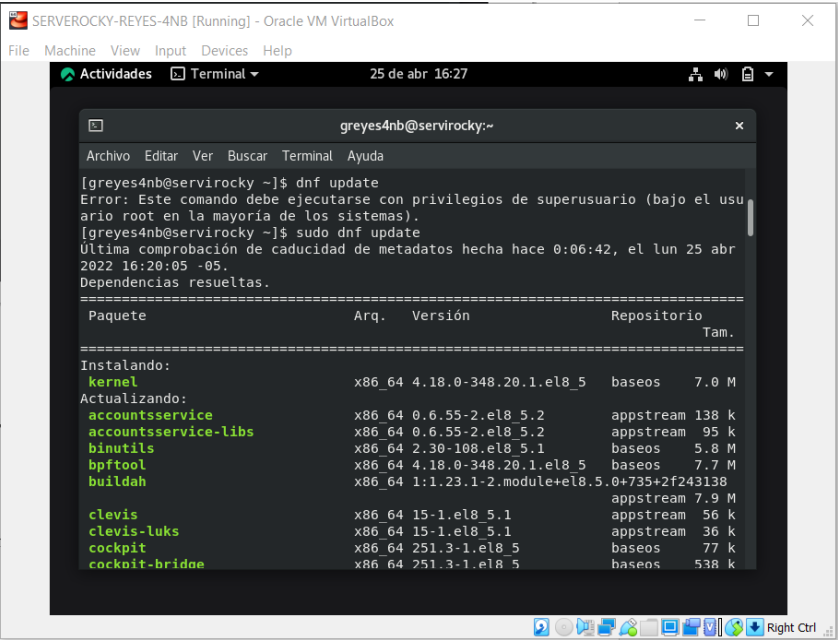 SERVEROCKY-REYES-4NB [Running] - Oracle VM VirtualBox
File Machine View Input Devices Help
Actividades Terminal 25 de abr 16:27
greyes4nb@servirocky:~
Archivo Editar Ver Buscar Terminal Ayuda
[greyes4nb@servirocky ~]$ dnf update
Error: Este comando debe ejecutarse con privilegios de superusuario (bajo el usu
ario root en la mayoría de los sistemas).
[greyes4nb@servirocky ~]$ sudo dnf update
Última comprobación de caducidad de metadatos hecha hace 0:06:42, el lun 25 abr
2022 16:20:05 -05.
Dependencias resueltas.
================================================================================
Paquete Arq. Versión Repositorio
Tam.
================================================================================
Instalando:
kernel x86_64 4.18.0-348.20.1.el8_5 baseos 7.0 M
Actualizando:
accountsservice x86_64 0.6.55-2.el8_5.2 appstream 138 k
accountsservice-libs x86_64 0.6.55-2.el8_5.2 appstream 95 k
binutils x86_64 2.30-108.el8_5.1 baseos 5.8 M
bpftool x86_64 4.18.0-348.20.1.el8_5 baseos 7.7 M
buildah x86_64 1:1.23.1-2.module+el8.5.0+735+2f243138
appstream 7.9 M
clevis x86_64 15-1.el8_5.1 appstream 56 k
clevis-luks x86_64 15-1.el8_5.1 appstream 36 k
cockpit x86_64 251.3-1.el8_5 baseos 77 k
cockpit-bridge x86_64 251.3-1.el8_5 baseos 538 k
Right Ctrl